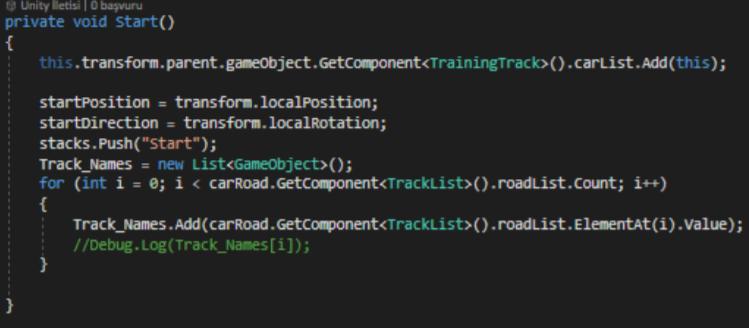 Unity İletisi | 0 başvuru
private void Start()
{
this.transform.parent.gameObject.GetComponent<TrainingTrack>().carList.Add(this);
startPosition = transform.localPosition;
startDirection = transform.localRotation;
stacks.Push("Start");
Track_Names = new List<GameObject>();
for (int i = 0; i < carRoad.GetComponent<TrackList>().roadList.Count; i++)
{
Track_Names.Add(carRoad.GetComponent<TrackList>().roadList.ElementAt(i).Value);
//Debug.Log(Track_Names[i]);
}
}